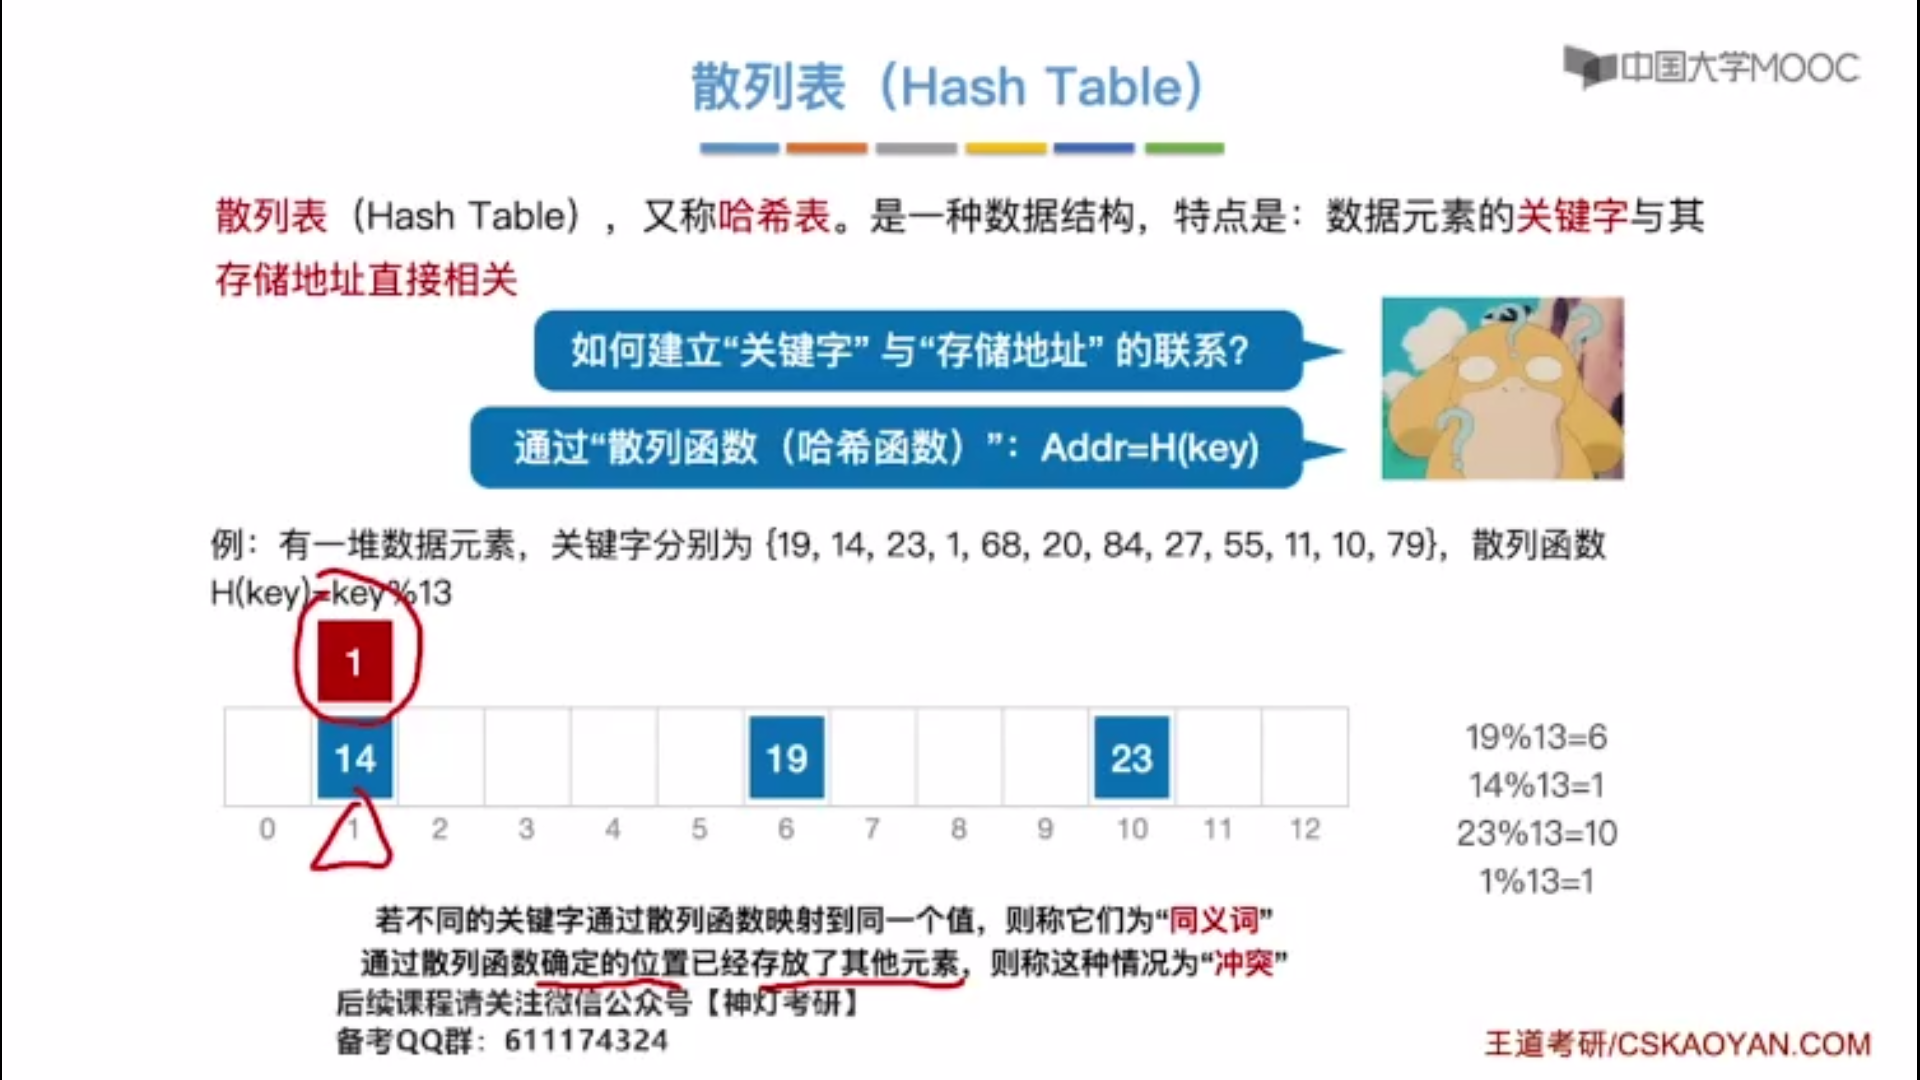 中国大学MOOC
散列表（Hash Table）
散列表（Hash Table），又称哈希表。是一种数据结构，特点是：数据元素的关键字与其
存储地址直接相关
如何建立“关键字” 与“存储地址” 的联系？
通过“散列函数（哈希函数）”：Addr=H(key)
例：有一堆数据元素，关键字分别为 {19, 14, 23, 1, 68, 20, 84, 27, 55, 11, 10, 79}，散列函数
H(key)=key%13
1
14 19 23
0 1 2 3 4 5 6 7 8 9 10 11 12
19%13=6
14%13=1
23%13=10
1%13=1
若不同的关键字通过散列函数映射到同一个值，则称它们为“同义词”
通过散列函数确定的位置已经存放了其他元素，则称这种情况为“冲突”
后续课程请关注微信公众号【神灯考研】
备考QQ群：611174324
王道考研/CSKAOYAN.COM